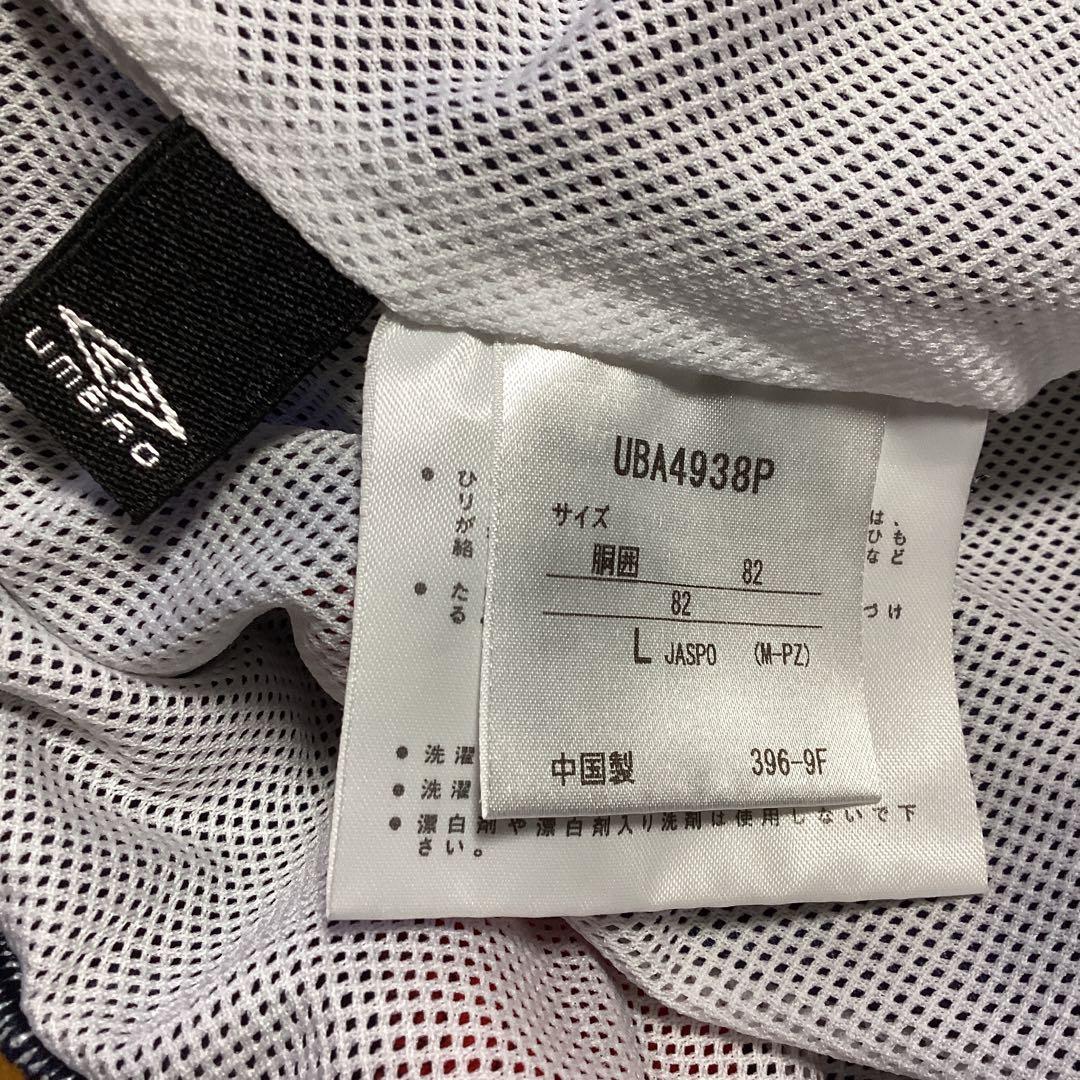 UMBRO
UBA4938P
サイズ
胴囲 82
82
L JASPO (M-PZ)
中国製 396-9F
● ひ
りが
絡
は、も
ひど
な
● たる
づけ
● 洗濯
● 洗濯
● 漂白剤や漂白剤入り洗剤は使用しないで下
さい。